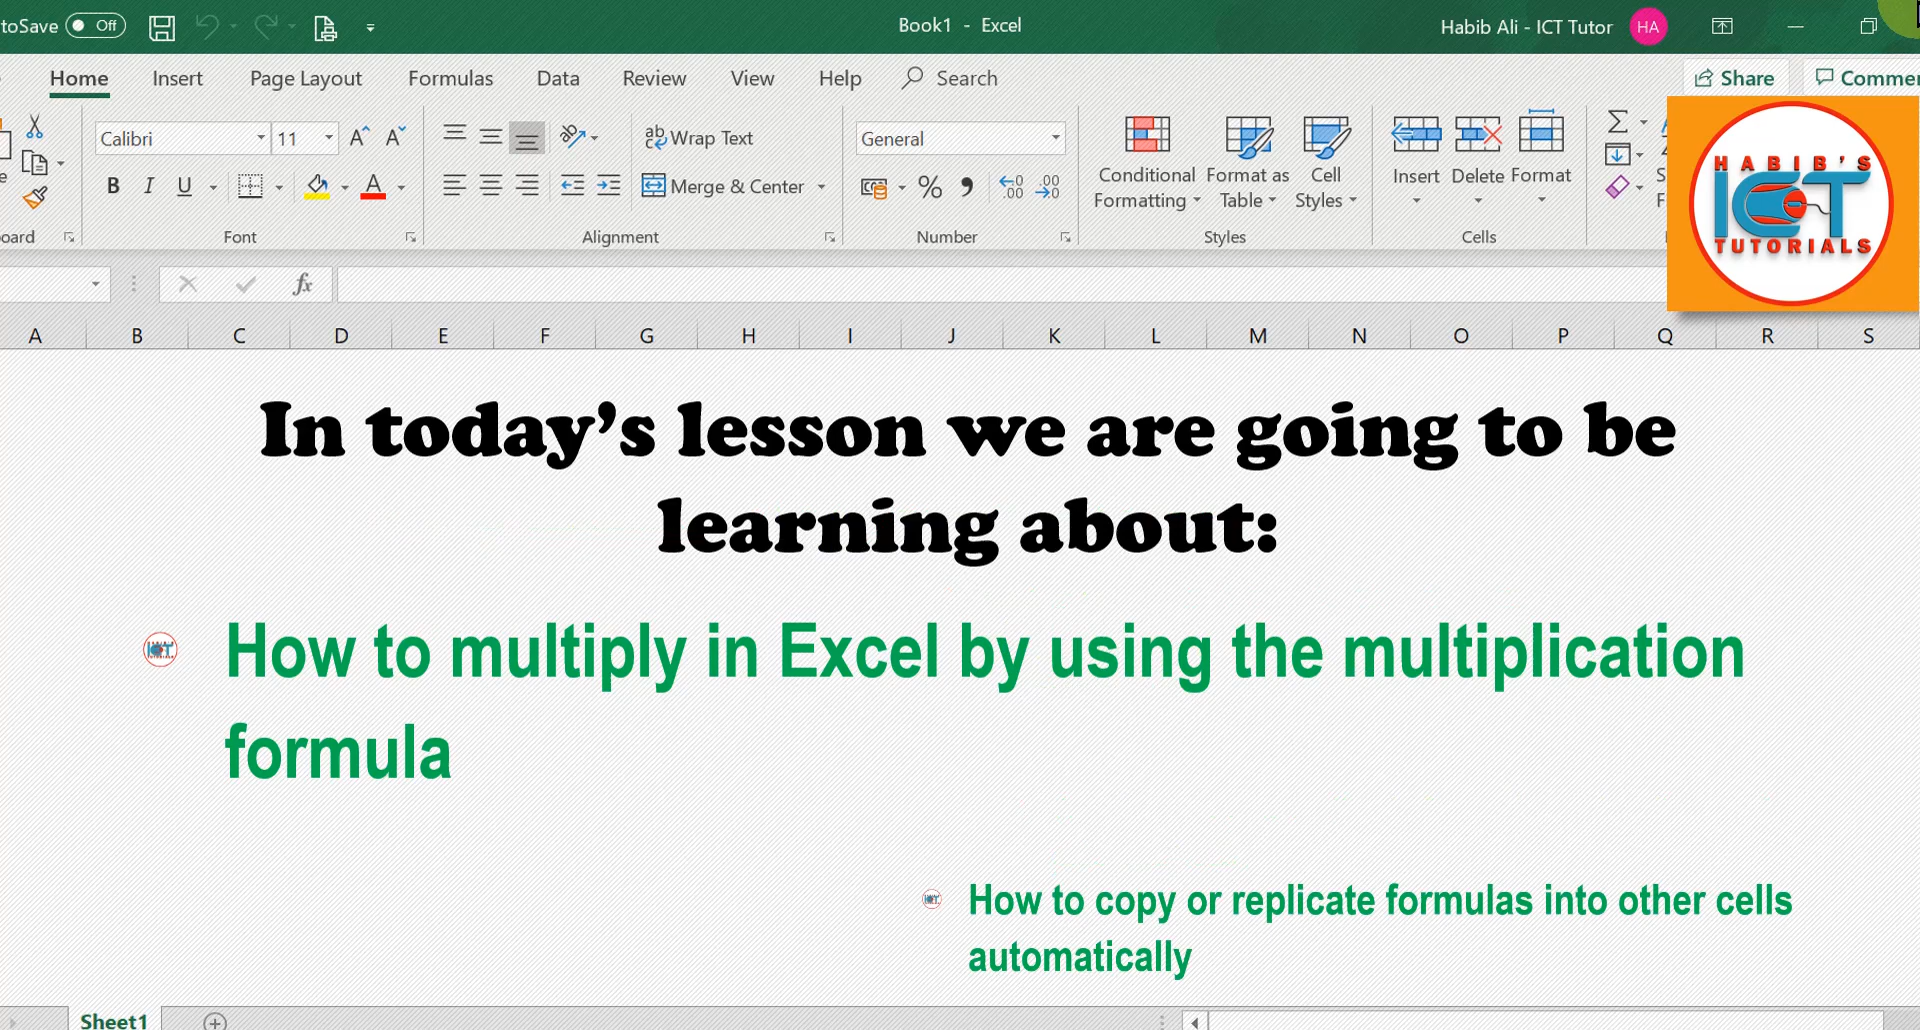 toSave Off Book1 - Excel Habib Ali - ICT Tutor HA
Home Insert Page Layout Formulas Data Review View Help Search Share
Calibri 11 A A ab Wrap Text General
B I U A Merge & Center % .00 .00
Conditional Formatting Format as Table Cell Styles Insert Delete Format
Font Alignment Number Styles Cells
HABIB'S
ICT
TUTORIALS
fx
A B C D E F G H I J K L M N O P Q R S
In today's lesson we are going to be
learning about:
How to multiply in Excel by using the multiplication
formula
How to copy or replicate formulas into other cells
automatically
Sheet1